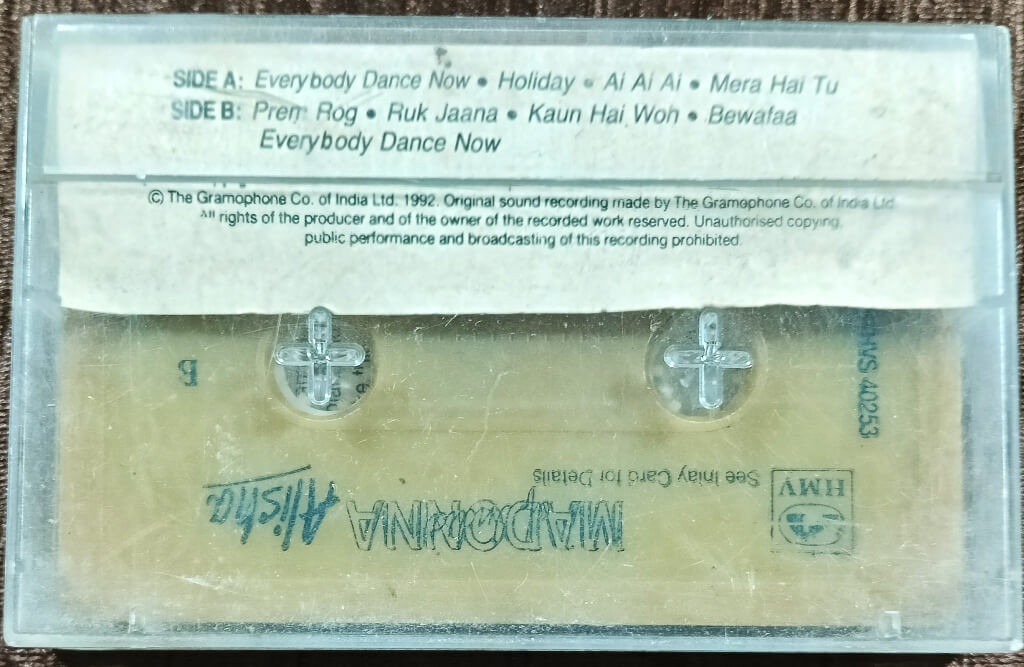 SIDE A: Everybody Dance Now • Holiday • Ai Ai Ai • Mera Hai Tu
SIDE B: Prem Rog • Ruk Jaana • Kaun Hai Woh • Bewafaa
Everybody Dance Now
© The Gramophone Co. of India Ltd. 1992. Original sound recording made by The Gramophone Co. of India Ltd.
All rights of the producer and of the owner of the recorded work reserved. Unauthorised copying,
public performance and broadcasting of this recording prohibited.
B
HVS 40253
See Inlay Card for Details
HMV
MADONNA
Alisha